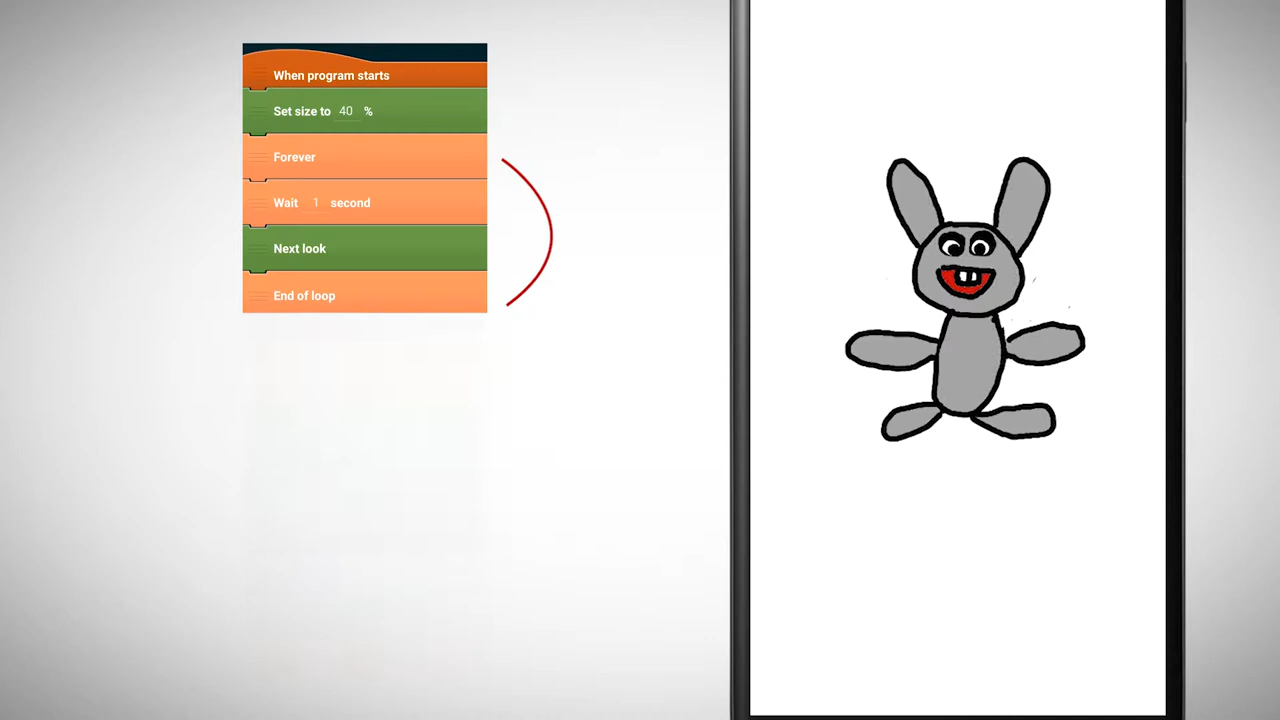 When program starts
Set size to 40 %
Forever
Wait 1 second
Next look
End of loop